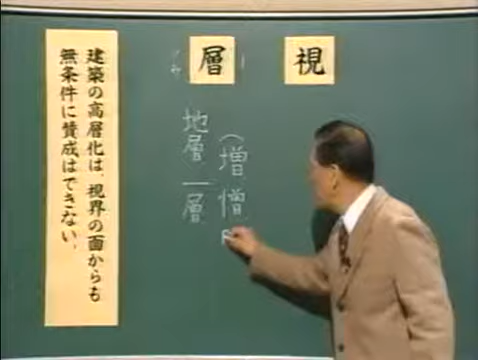 視
層
(増 憎
地層 一層
建築の高層化は、視界の面からも
無条件に賛成はできない。